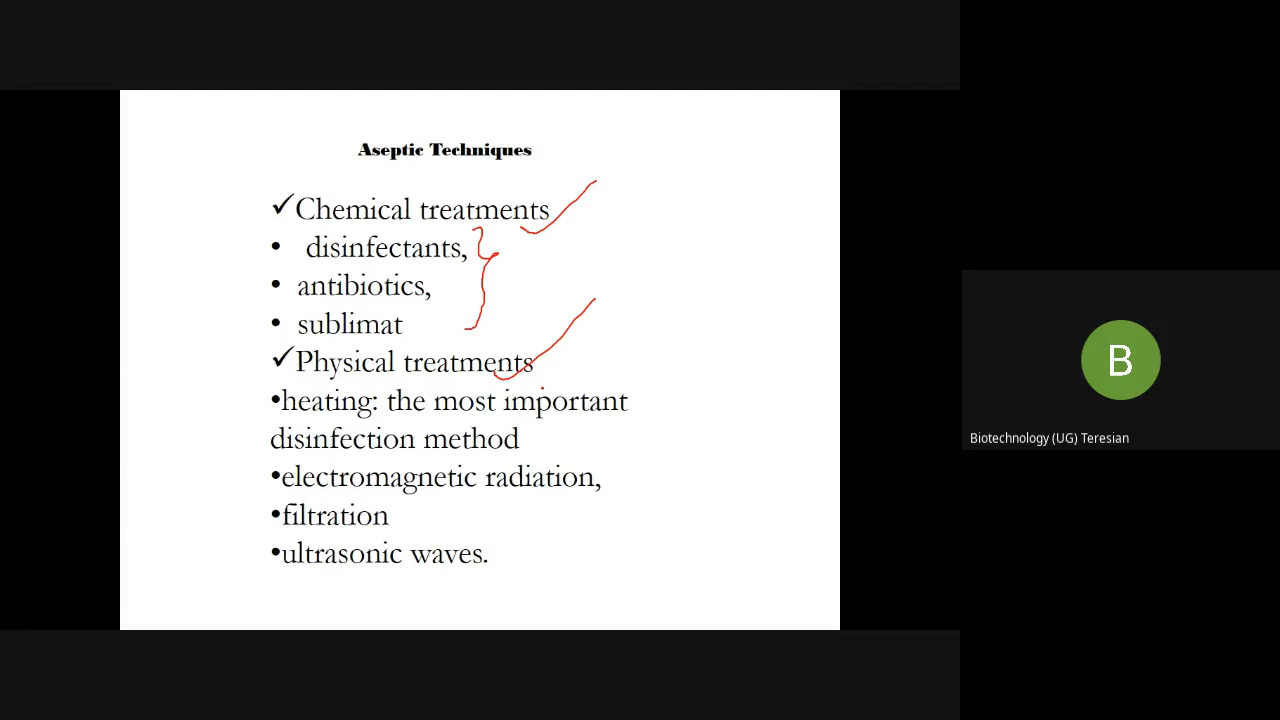 Aseptic Techniques
✓Chemical treatments
• disinfectants,
• antibiotics,
• sublimat
✓Physical treatments
•heating: the most important
disinfection method
•electromagnetic radiation,
•filtration
•ultrasonic waves.
B
Biotechnology (UG) Teresian